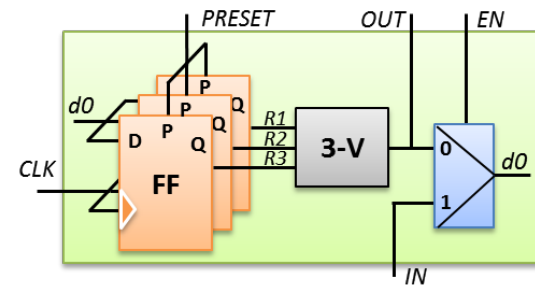 PRESET OUT EN
P
d0 P Q R1
D P Q Q R2
R3
3-V
0 d0
CLK FF
1
IN